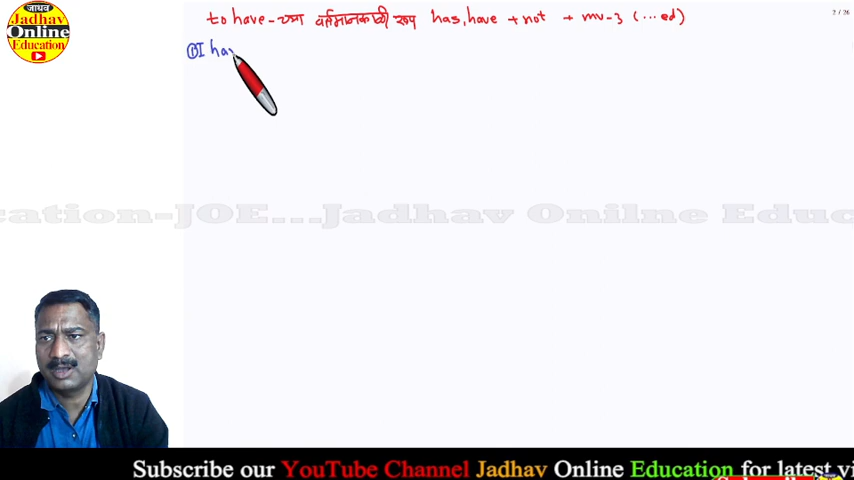 जाधव
Jadhav
Online
Education
to have - च्या वर्तमानकाळी रूप has, have + not + mv-3 (...ed)
2 / 26
① I hav
cation-JOE...Jadhav Onilne Educ
Subscribe our YouTube Channel Jadhav Online Education for latest vi